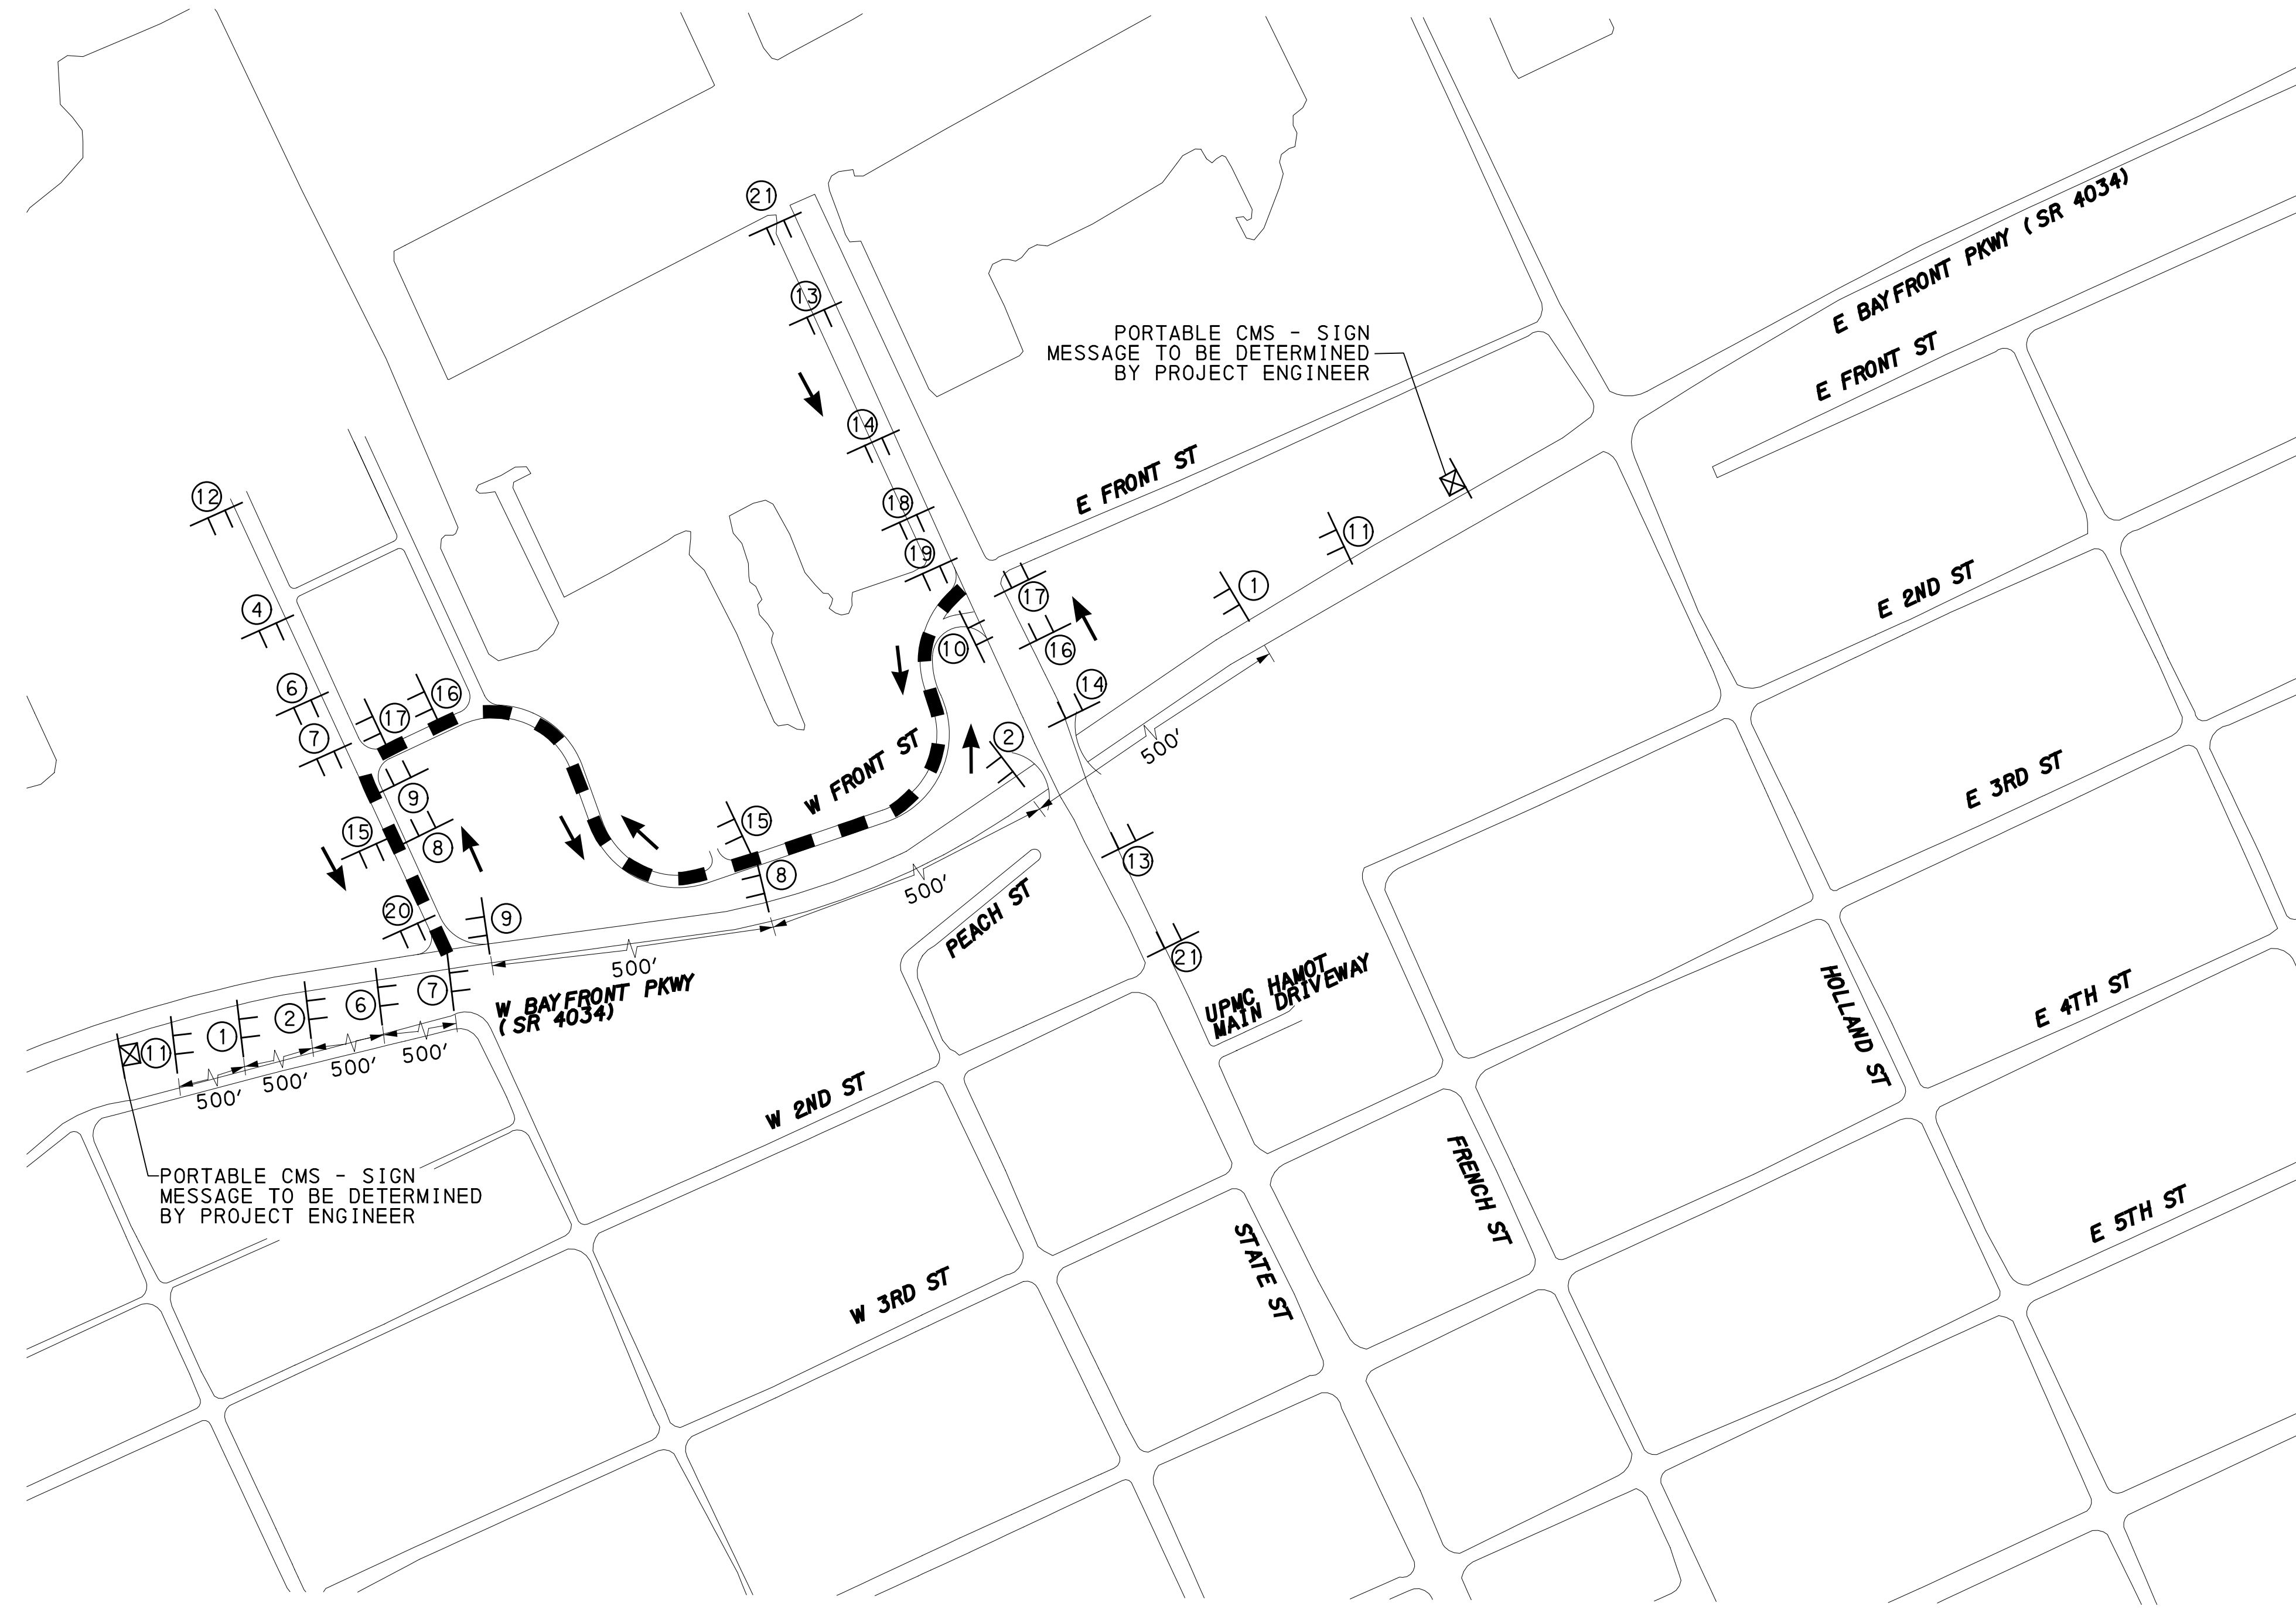 21
13
PORTABLE CMS - SIGN
MESSAGE TO BE DETERMINED
BY PROJECT ENGINEER
E BAYFRONT PKWY (SR 4034)
E FRONT ST
14
E FRONT ST
12
18
11
19
1
17
4
E 2ND ST
10
16
6
16
14
17
7
2
500'
W FRONT ST
E 3RD ST
9
15
15
8
13
8
500'
PEACH ST
20
9
21
500'
W BAYFRONT PKWY
(SR 4034)
UPMC HAMOT
MAIN DRIVEWAY
7
6
2
1
11
500'
500'
500'
500'
HOLLAND ST
E 4TH ST
W 2ND ST
PORTABLE CMS - SIGN
MESSAGE TO BE DETERMINED
BY PROJECT ENGINEER
FRENCH ST
E 5TH ST
STATE ST
W 3RD ST